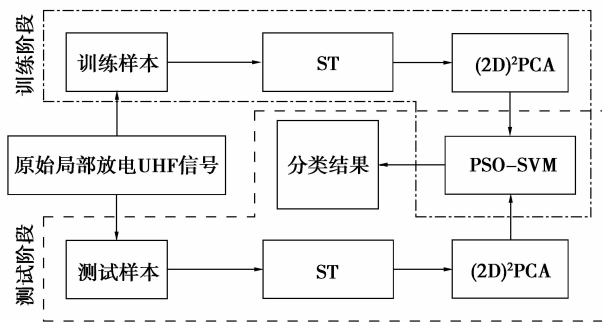 训练阶段
训练样本
ST
(2D)²PCA
原始局部放电UHF信号
分类结果
PSO-SVM
测试阶段
测试样本
ST
(2D)²PCA